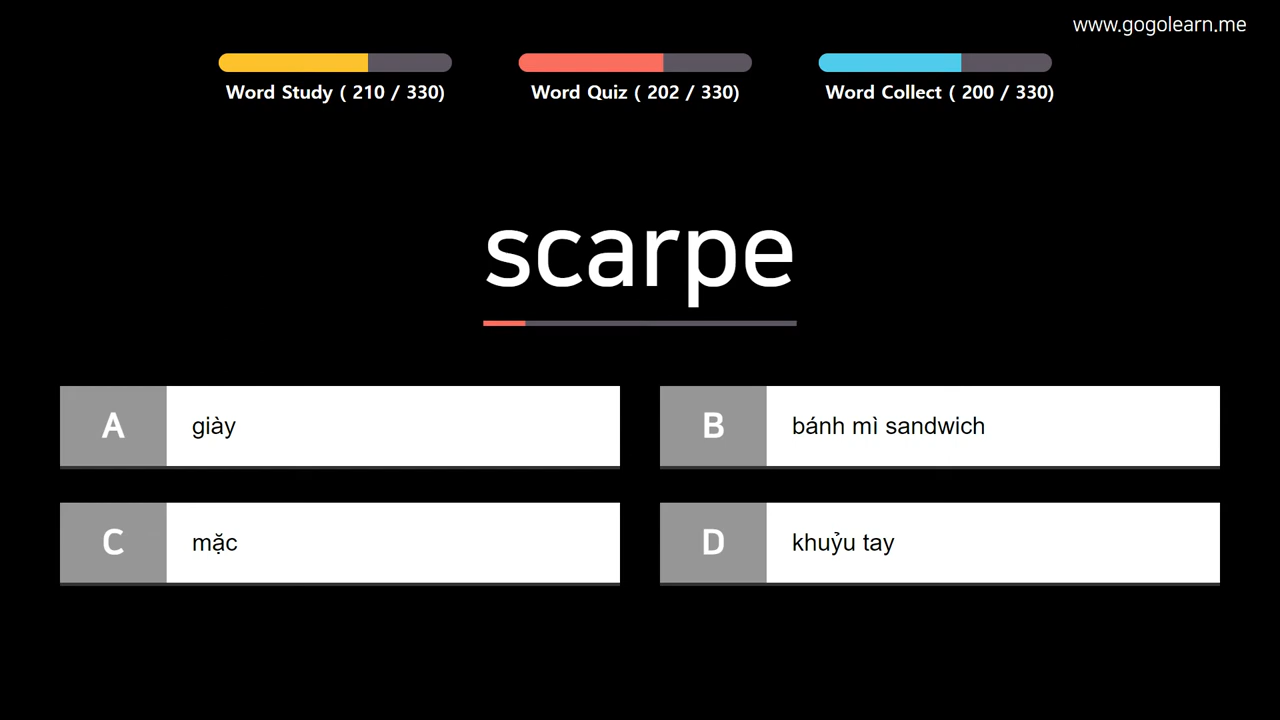 www.gogolearn.me
Word Study ( 210 / 330)
Word Quiz ( 202 / 330)
Word Collect ( 200 / 330)
scarpe
A giày
B bánh mì sandwich
C mặc
D khuỷu tay